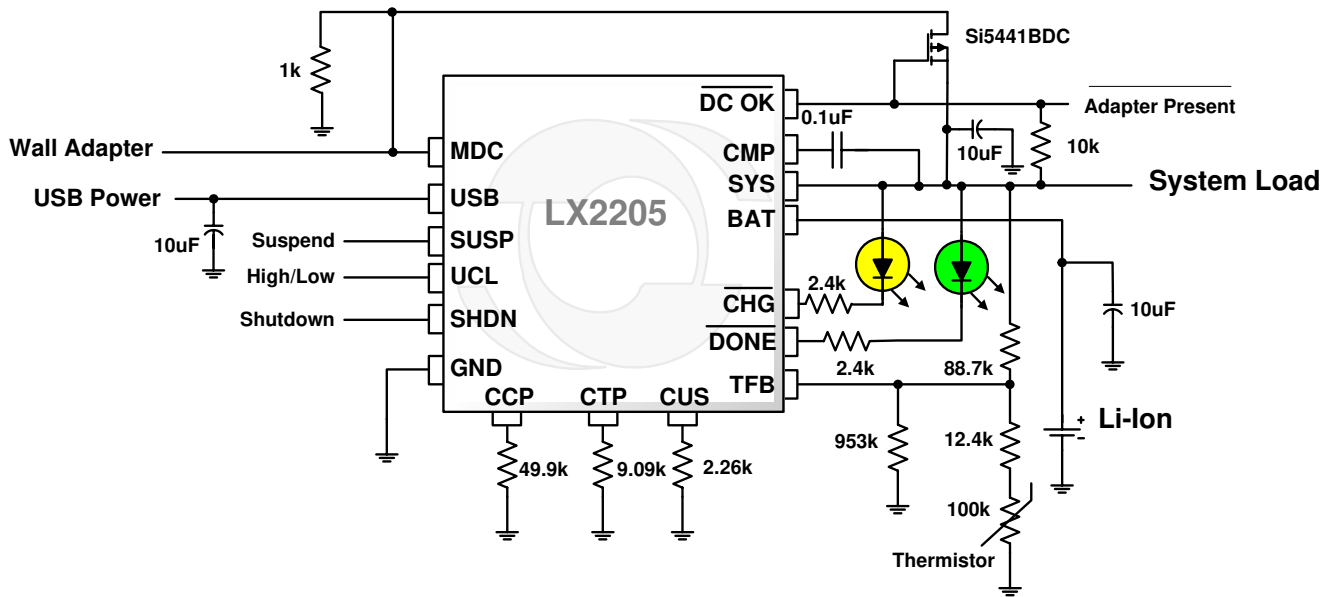 Si5441BDC
1k
DC OK
Adapter Present
0.1uF
Wall Adapter
MDC
CMP
10uF
10k
SYS
System Load
USB Power
USB
LX2205
BAT
10uF
Suspend
SUSP
High/Low
UCL
2.4k
CHG
10uF
Shutdown
SHDN
DONE
2.4k
88.7k
GND
TFB
CCP
CTP
CUS
Li-Ion
+
-
953k
12.4k
49.9k
9.09k
2.26k
100k
Thermistor